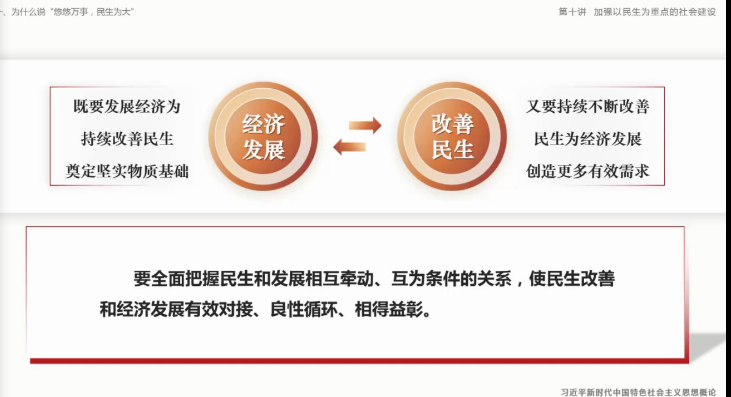 一、为什么说“悠悠万事，民生为大”
第十讲 加强以民生为重点的社会建设
既要发展经济为
持续改善民生
奠定坚实物质基础
经济
发展
改善
民生
又要持续不断改善
民生为经济发展
创造更多有效需求
要全面把握民生和发展相互牵动、互为条件的关系，使民生改善
和经济发展有效对接、良性循环、相得益彰。
习近平新时代中国特色社会主义思想概论